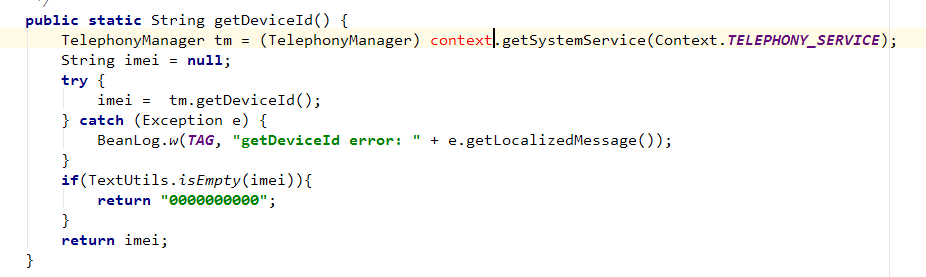 */
public static String getDeviceId() {
    TelephonyManager tm = (TelephonyManager) context.getSystemService(Context.TELEPHONY_SERVICE);
    String imei = null;
    try {
        imei =  tm.getDeviceId();
    } catch (Exception e) {
        BeanLog.w(TAG, "getDeviceId error: " + e.getLocalizedMessage());
    }
    if(TextUtils.isEmpty(imei)){
        return "0000000000";
    }
    return imei;
}